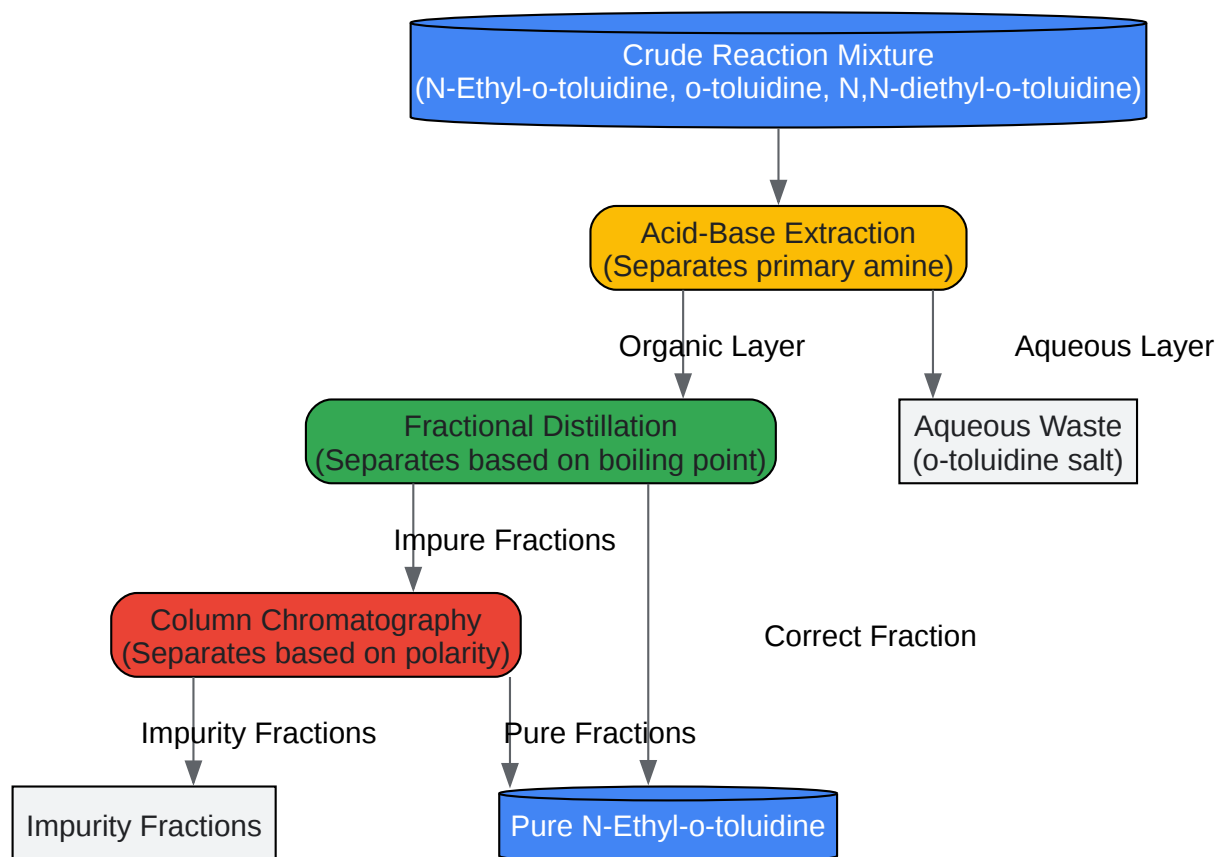 Crude Reaction Mixture
(N-Ethyl-o-toluidine, o-toluidine, N,N-diethyl-o-toluidine)
Acid-Base Extraction
(Separates primary amine)
Organic Layer
Aqueous Layer
Fractional Distillation
(Separates based on boiling point)
Aqueous Waste
(o-toluidine salt)
Impure Fractions
Column Chromatography
(Separates based on polarity)
Correct Fraction
Impurity Fractions
Pure Fractions
Impurity Fractions
Pure N-Ethyl-o-toluidine